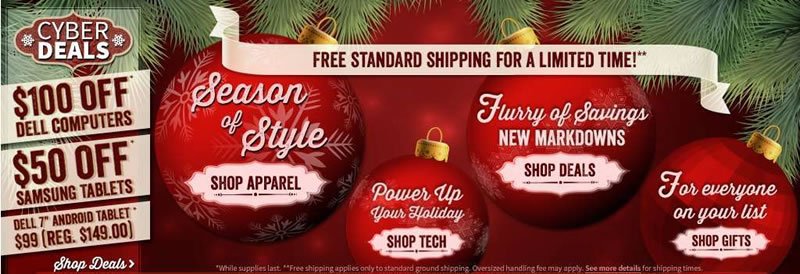 CYBER
DEALS
$100 OFF*
DELL COMPUTERS
$50 OFF*
SAMSUNG TABLETS
DELL 7" ANDROID TABLET*
$99 (REG. $149.00)
Shop Deals >
FREE STANDARD SHIPPING FOR A LIMITED TIME!**
Season
of
Style
SHOP APPAREL
Power Up
Your Holiday
SHOP TECH
Flurry of Savings
NEW MARKDOWNS
SHOP DEALS
For everyone
on your list
SHOP GIFTS
*While supplies last. **Free shipping applies only to standard ground shipping. Oversized handling fee may apply. See more details for shipping times.